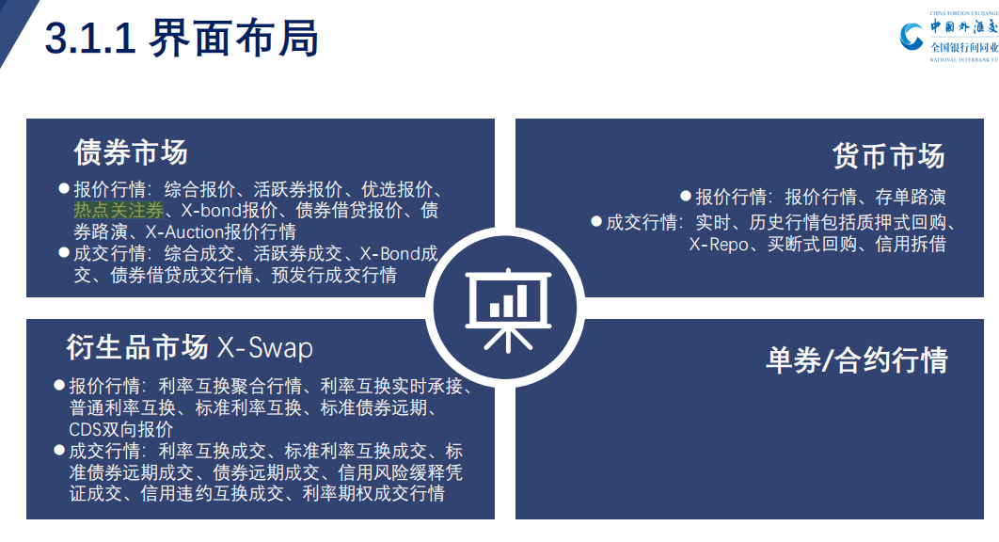 3.1.1 界面布局
CHINA FOREIGN EXCHANGE
中国外汇交
全国银行间同业
NATIONAL INTERBANK FU
债券市场
●报价行情：综合报价、活跃券报价、优选报价、
热点关注券、X-bond报价、债券借贷报价、债
券路演、X-Auction报价行情
●成交行情：综合成交、活跃券成交、X-Bond成
交、债券借贷成交行情、预发行成交行情
货币市场
●报价行情：报价行情、存单路演
●成交行情：实时、历史行情包括质押式回购、
X-Repo、买断式回购、信用拆借
衍生品市场 X-Swap
●报价行情：利率互换聚合行情、利率互换实时承接、
普通利率互换、标准利率互换、标准债券远期、
CDS双向报价
●成交行情：利率互换成交、标准利率互换成交、标
准债券远期成交、债券远期成交、信用风险缓释凭
证成交、信用违约互换成交、利率期权成交行情
单券/合约行情